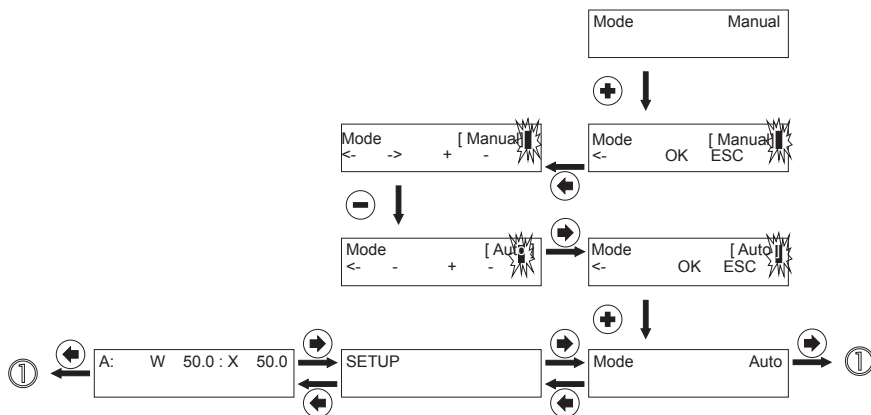 Mode Manual
Mode [ Manual]
<- -> + -
Mode [ Manual]
<- OK ESC
Mode [ Auto ]
<- - + -
Mode [ Auto ]
<- OK ESC
① A: W 50.0 : X 50.0
SETUP
Mode Auto ①